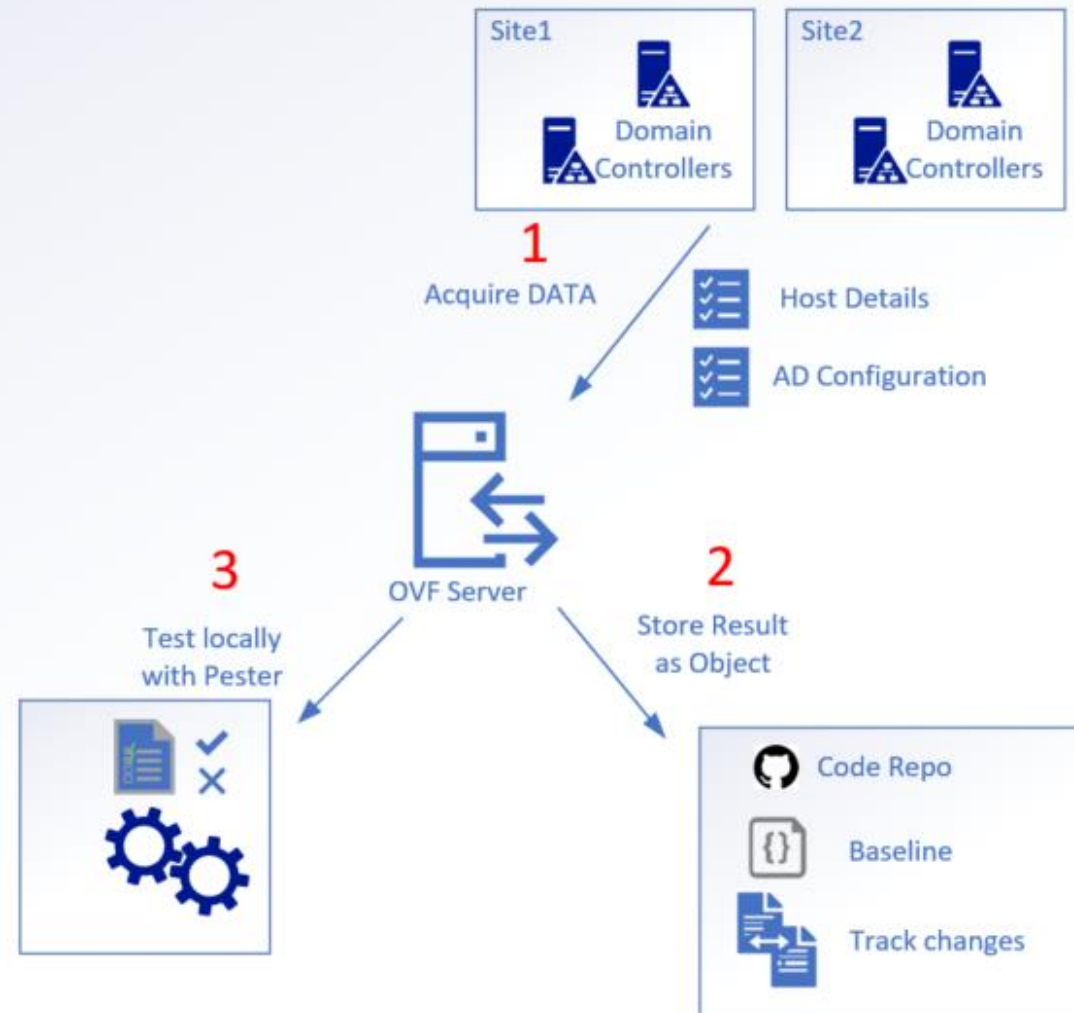 Site1
Domain
Controllers
Site2
Domain
Controllers
1
Acquire DATA
Host Details
AD Configuration
OVF Server
3
Test locally
with Pester
2
Store Result
as Object
Code Repo
{}
Baseline
Track changes